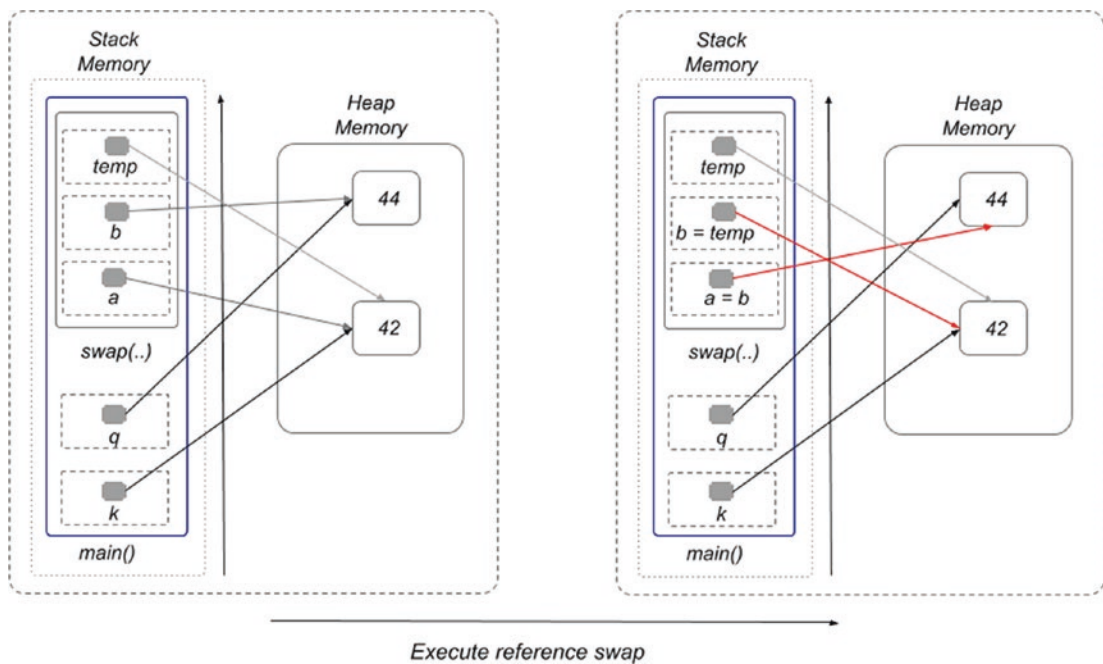 Stack
Memory
Heap
Memory
temp
b
a
swap(..)
q
k
main()
44
42
Stack
Memory
Heap
Memory
temp
b = temp
a = b
swap(..)
q
k
main()
44
42
Execute reference swap